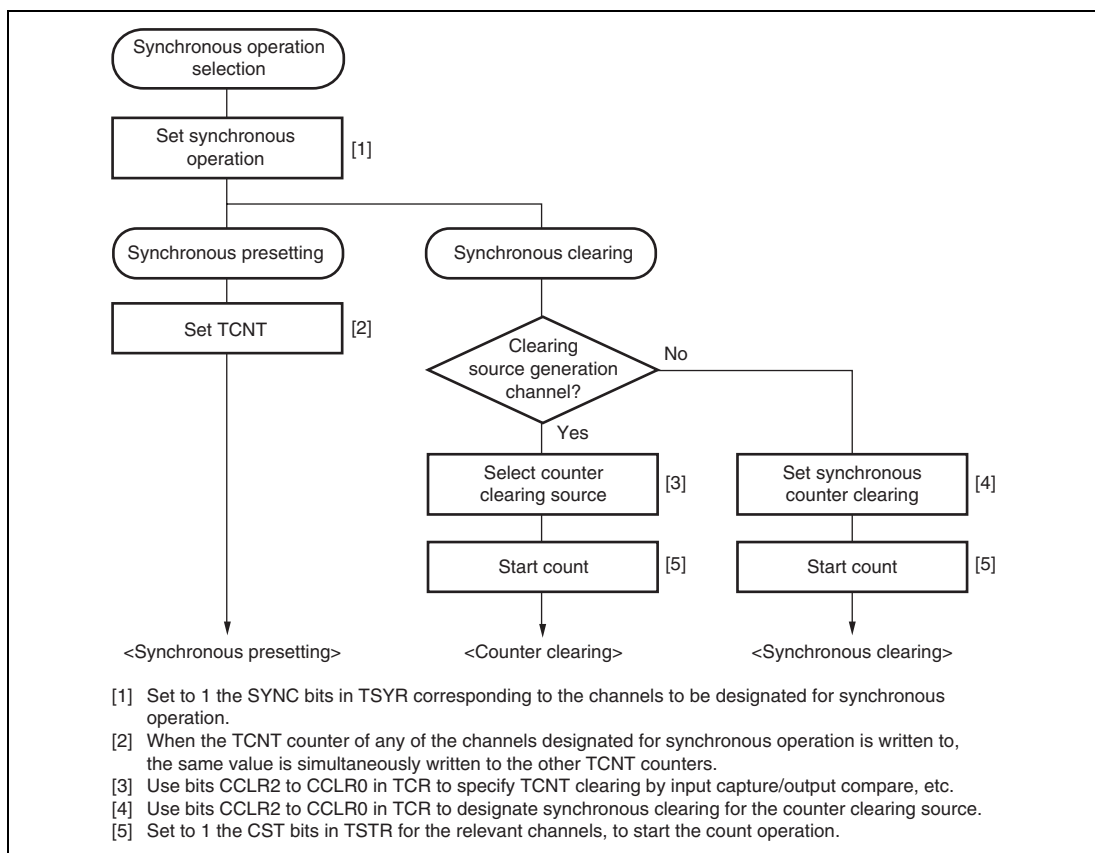 Synchronous operation
selection
Set synchronous
operation
[1]
Synchronous presetting
Synchronous clearing
Set TCNT
[2]
Clearing
source generation
channel?
No
Yes
Select counter
clearing source
[3]
Set synchronous
counter clearing
[4]
Start count
[5]
Start count
[5]
<Synchronous presetting>
<Counter clearing>
<Synchronous clearing>
[1] Set to 1 the SYNC bits in TSYR corresponding to the channels to be designated for synchronous
operation.
[2] When the TCNT counter of any of the channels designated for synchronous operation is written to,
the same value is simultaneously written to the other TCNT counters.
[3] Use bits CCLR2 to CCLR0 in TCR to specify TCNT clearing by input capture/output compare, etc.
[4] Use bits CCLR2 to CCLR0 in TCR to designate synchronous clearing for the counter clearing source.
[5] Set to 1 the CST bits in TSTR for the relevant channels, to start the count operation.